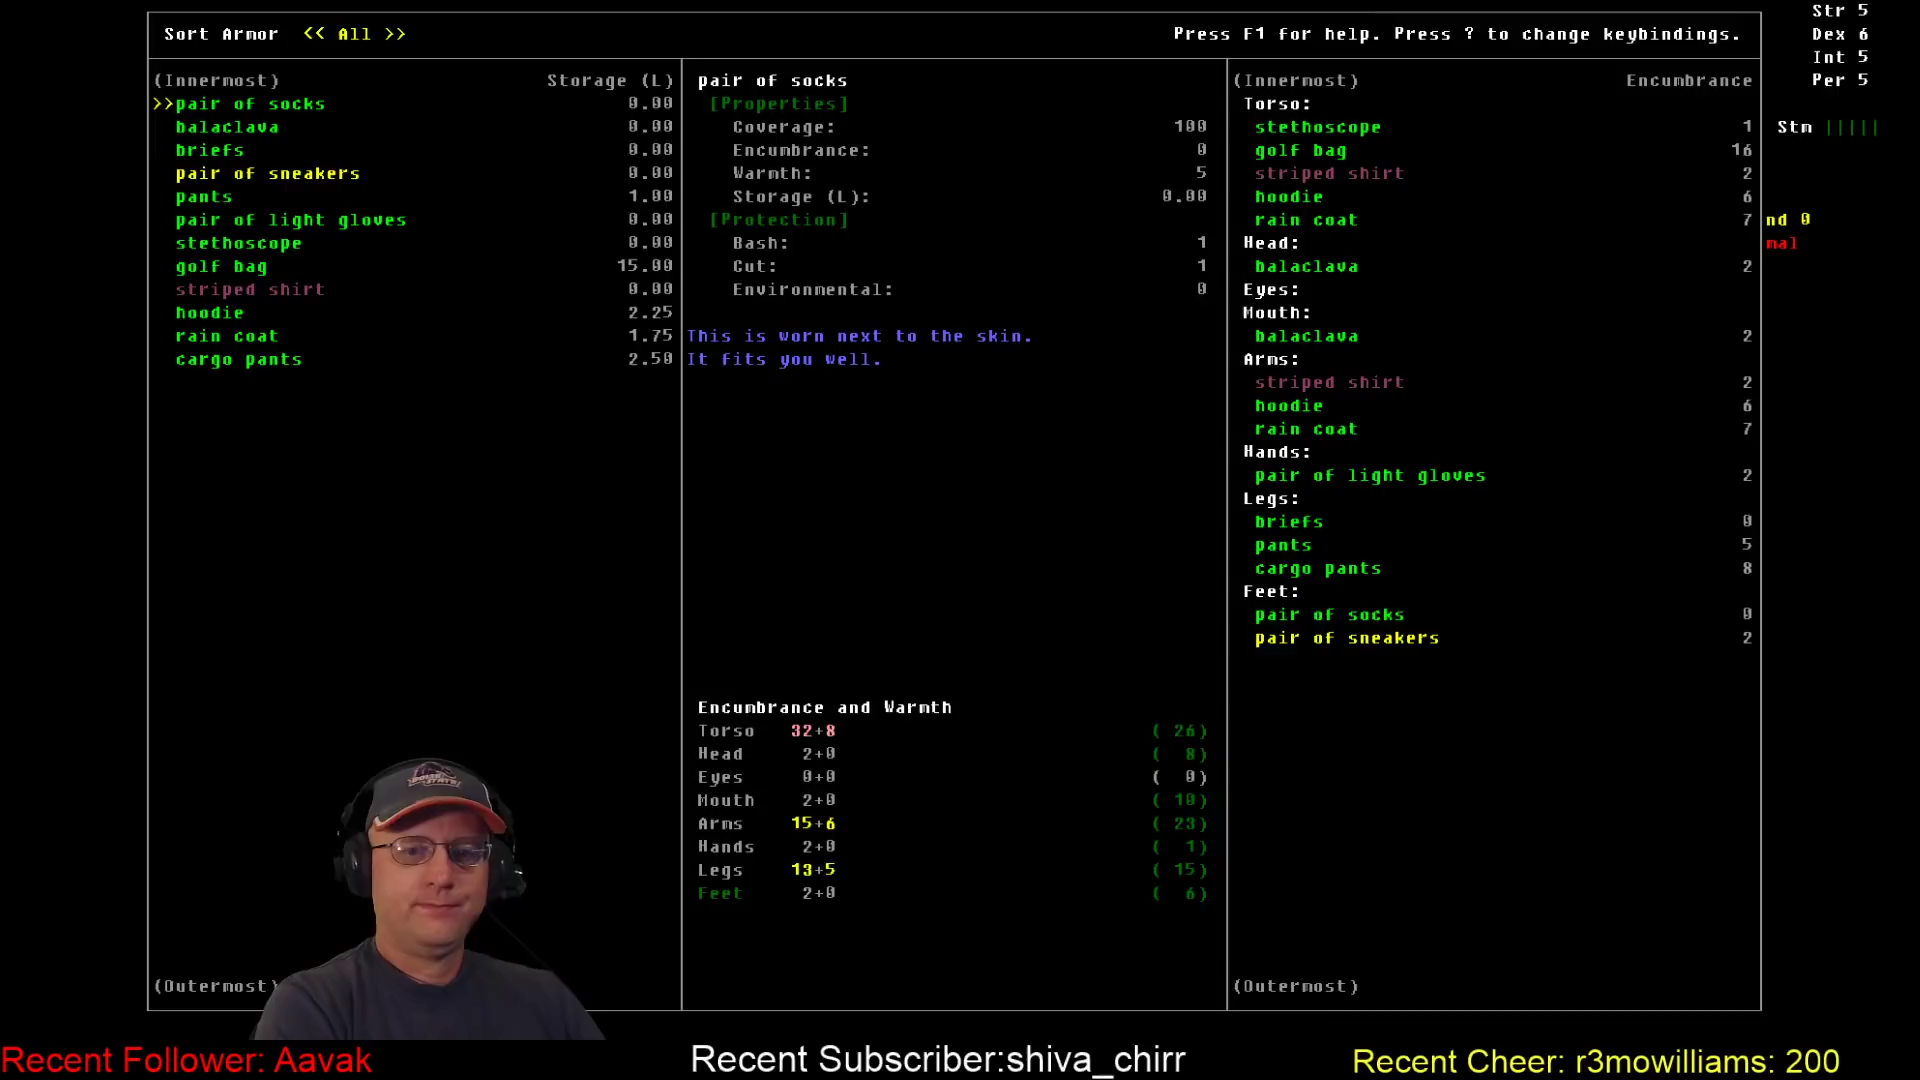 Sort Armor << All >> Press F1 for help. Press ? to change keybindings.
Str 5
Dex 6
Int 5
Per 5
Stm |||||
nd 0
mal
(Innermost) Storage (L)
>>pair of socks 0.00
balaclava 0.00
briefs 0.00
pair of sneakers 0.00
pants 1.00
pair of light gloves 0.00
stethoscope 0.00
golf bag 15.00
striped shirt 0.00
hoodie 2.25
rain coat 1.75
cargo pants 2.50
(Outermost)
pair of socks
[Properties]
Coverage: 100
Encumbrance: 0
Warmth: 5
Storage (L): 0.00
[Protection]
Bash: 1
Cut: 1
Environmental: 0
This is worn next to the skin.
It fits you well.
Encumbrance and Warmth
Torso 32+8 ( 26)
Head 2+0 ( 8)
Eyes 0+0 ( 0)
Mouth 2+0 ( 10)
Arms 15+6 ( 23)
Hands 2+0 ( 1)
Legs 13+5 ( 15)
Feet 2+0 ( 6)
(Innermost) Encumbrance
Torso:
stethoscope 1
golf bag 16
striped shirt 2
hoodie 6
rain coat 7
Head:
balaclava 2
Eyes:
Mouth:
balaclava 2
Arms:
striped shirt 2
hoodie 6
rain coat 7
Hands:
pair of light gloves 2
Legs:
briefs 0
pants 5
cargo pants 8
Feet:
pair of socks 0
pair of sneakers 2
(Outermost)
Recent Follower: Aavak
Recent Subscriber:shiva_chirr
Recent Cheer: r3mowilliams: 200